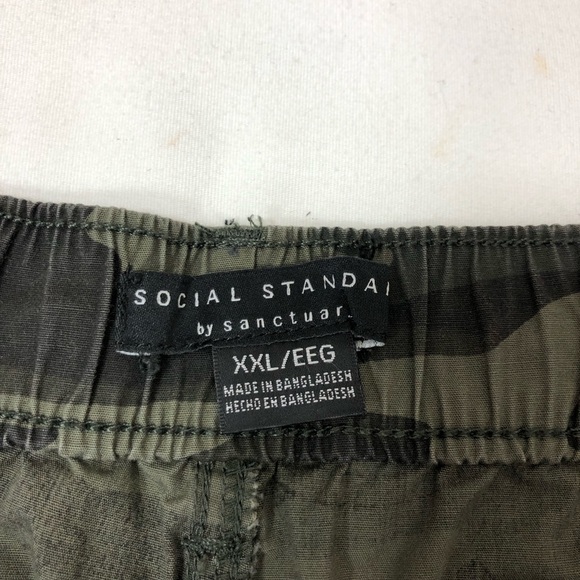 SOCIAL STANDA
by sanctuar
XXL/EEG
MADE IN BANGLADESH
HECHO EN BANGLADESH